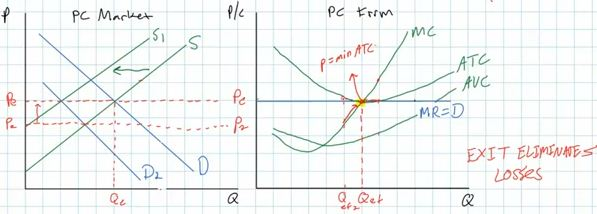 P PC Market
S1
S
Pe
P2
Qe
D2
D
Q
P/c PC Firm
MC
P=min ATC
ATC
AVC
Pe
P2
MR=D
Qef2 Qef
Q
EXIT ELIMINATES
LOSSES